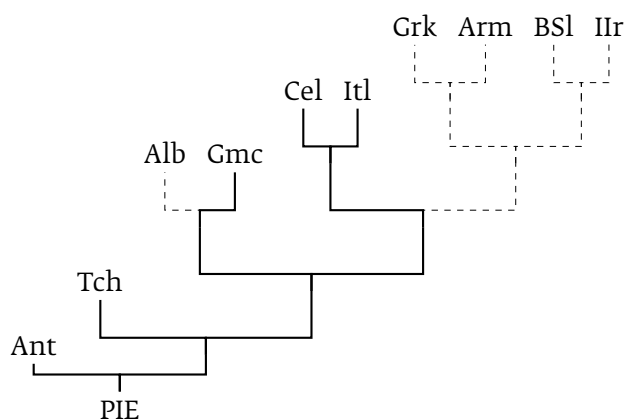 Grk Arm BSl IIr
Cel Itl
Alb Gmc
Tch
Ant
PIE